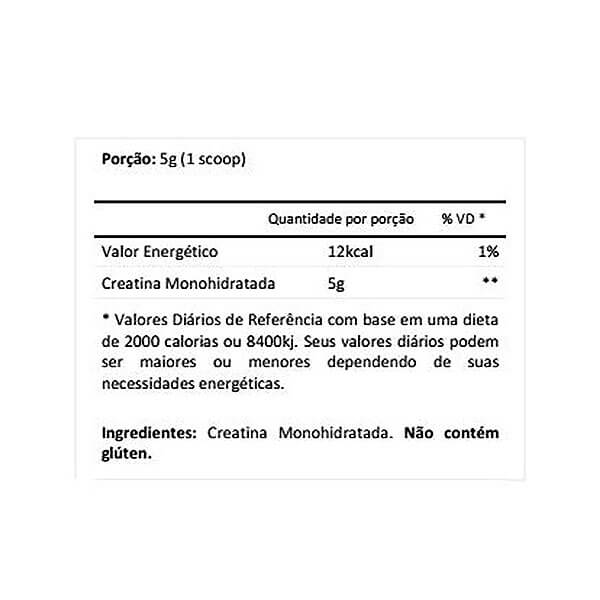 Porção: 5g (1 scoop)
Quantidade por porção % VD *
Valor Energético 12kcal 1%
Creatina Monohidratada 5g **
* Valores Diários de Referência com base em uma dieta
de 2000 calorias ou 8400kj. Seus valores diários podem
ser maiores ou menores dependendo de suas
necessidades energéticas.
Ingredientes: Creatina Monohidratada. Não contém
glúten.